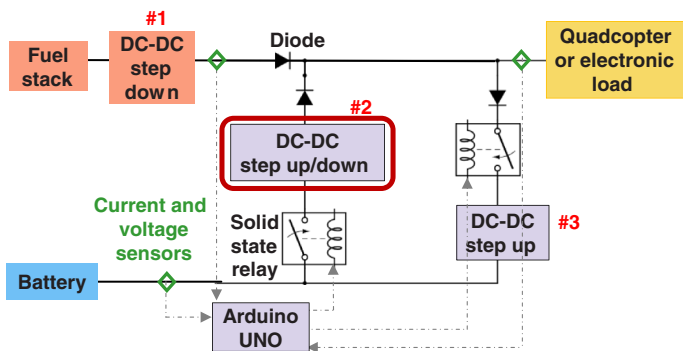 #1
Fuel
stack
DC-DC
step
down
Diode
Quadcopter
or electronic
load
#2
DC-DC
step up/down
Current and
voltage
sensors
Solid
state
relay
DC-DC
step up
#3
Battery
Arduino
UNO